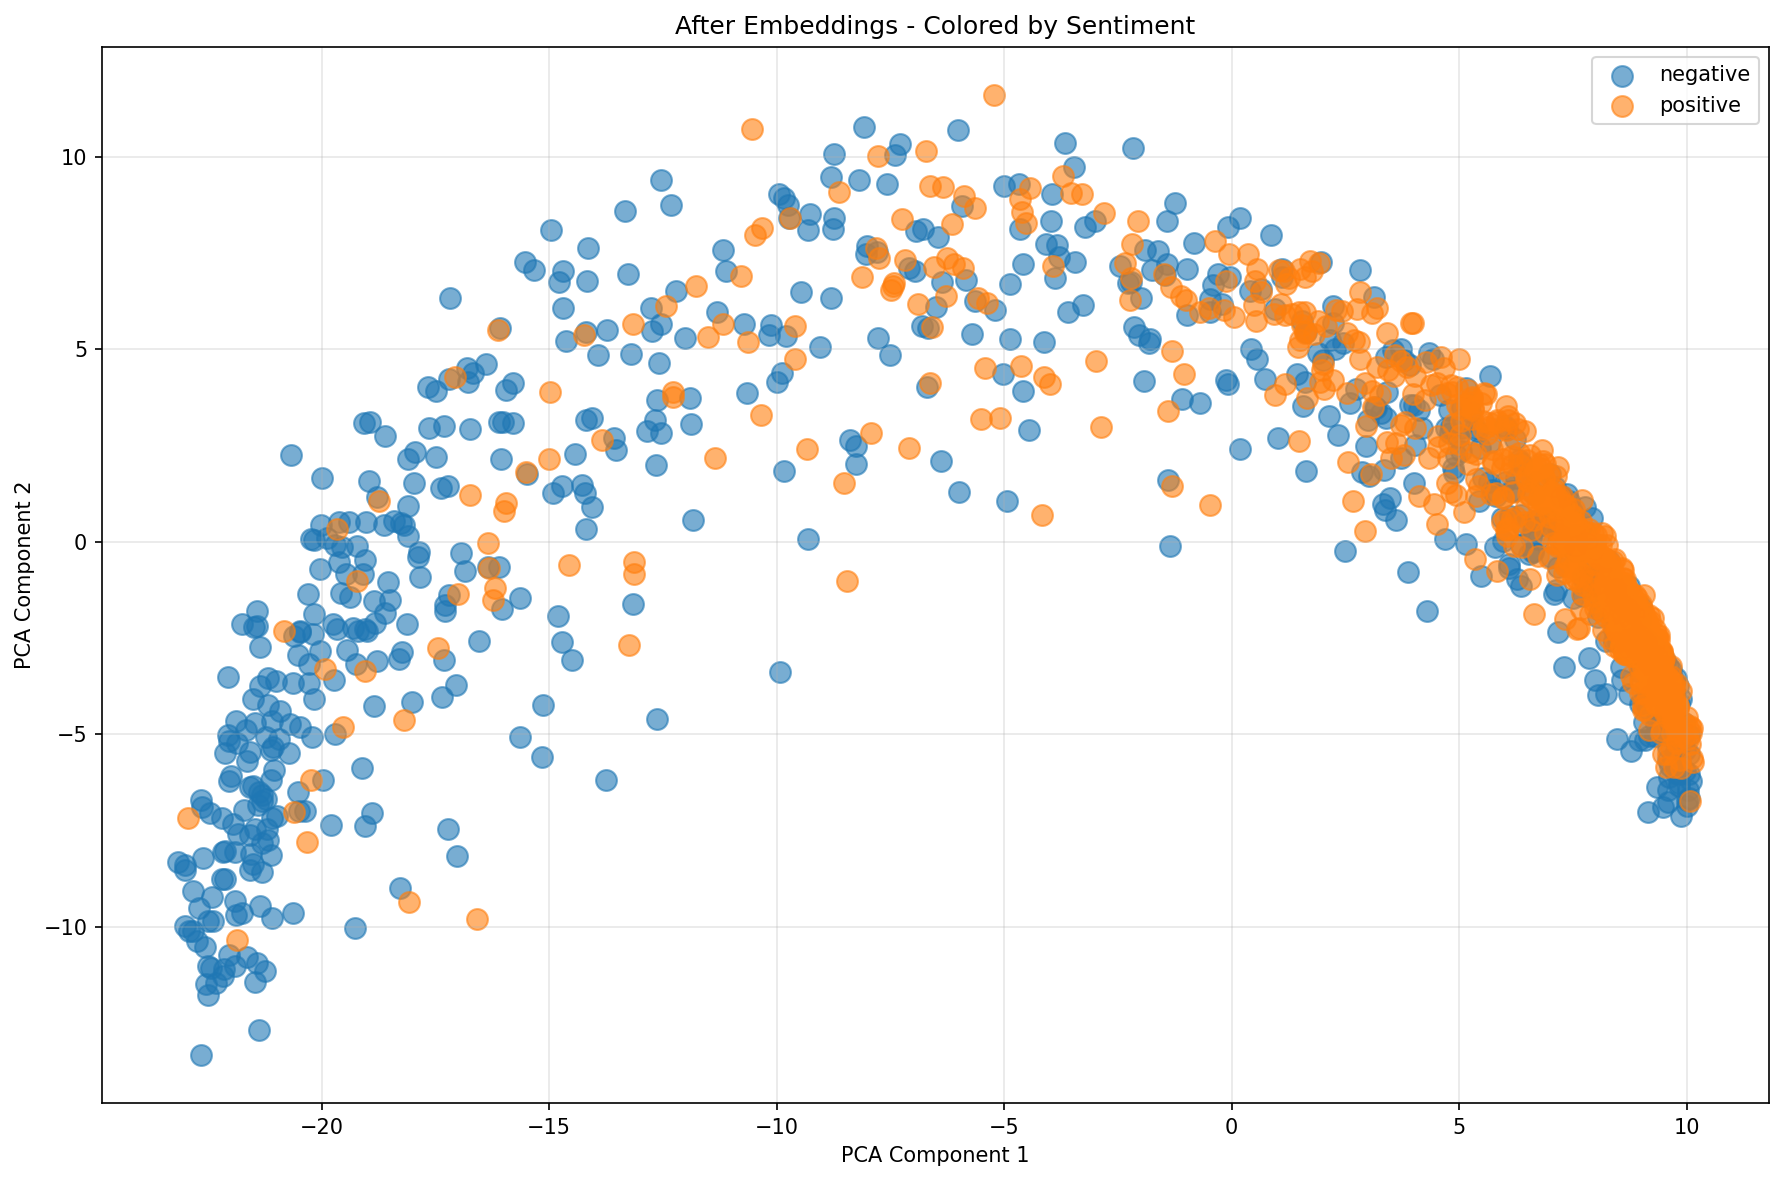 After Embeddings - Colored by Sentiment
negative
positive
10
5
0
−5
−10
PCA Component 2
−20
−15
−10
−5
0
5
10
PCA Component 1